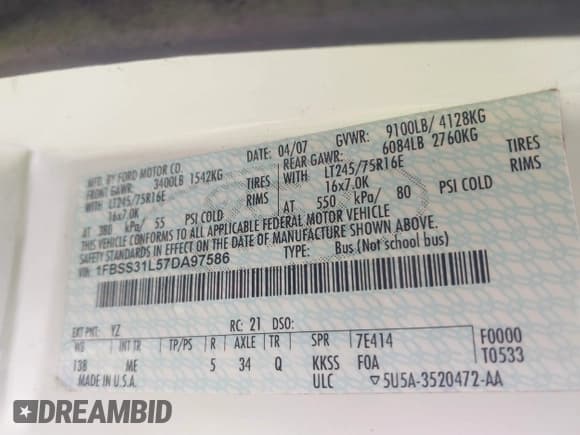 MFG. BY FORD MOTOR CO.
DATE: 04/07 GVWR: 9100LB/ 4128KG
FRONT GAWR: 3400LB 1542KG
REAR GAWR: 6084LB 2760KG
WITH LT245/75R16E TIRES
WITH LT245/75R16E TIRES
16x7.0K RIMS
16x7.0K RIMS
AT 380 kPa/ 55 PSI COLD
AT 550 kPa/ 80 PSI COLD
THIS VEHICLE CONFORMS TO ALL APPLICABLE FEDERAL MOTOR VEHICLE
SAFETY STANDARDS IN EFFECT ON THE DATE OF MANUFACTURE SHOWN ABOVE.
VIN: 1FBSS31L57DA97586
TYPE: Bus (Not school bus)
EXT PNT: YZ RC: 21 DSO:
WB INT TR TP/PS R AXLE TR SPR 7E414 F0000
138 ME 5 34 Q KKSS FOA T0533
MADE IN U.S.A. ULC ▽5U5A-3520472-AA
DREAMBID